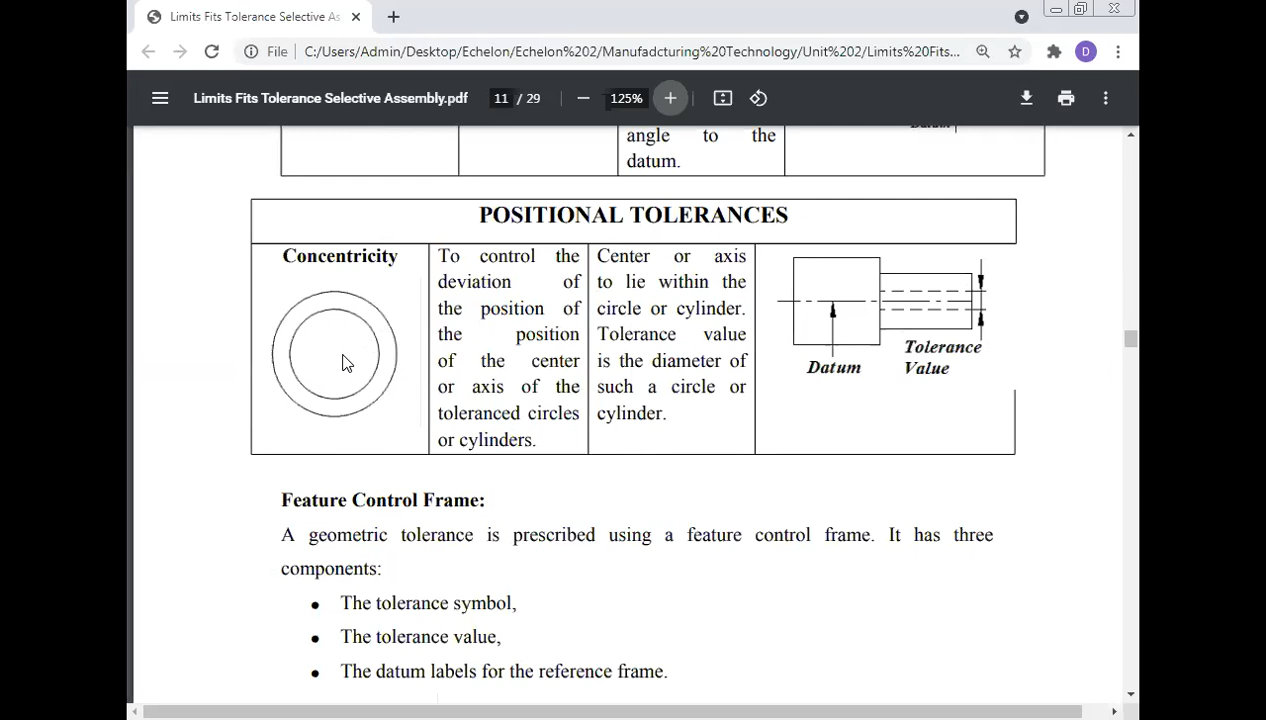 Limits Fits Tolerance Selective As
File
C:/Users/Admin/Desktop/Echelon/Echelon%202/Manufadcturing%20Technology/Unit%202/Limits%20Fits...
D
Limits Fits Tolerance Selective Assembly.pdf
11 / 29
125%
angle to the
datum.
POSITIONAL TOLERANCES
Concentricity
To control the
deviation of
the position of
the position
of the center
or axis of the
toleranced circles
or cylinders.
Center or axis
to lie within the
circle or cylinder.
Tolerance value
is the diameter of
such a circle or
cylinder.
Datum
Tolerance
Value
Feature Control Frame:
A geometric tolerance is prescribed using a feature control frame. It has three
components:
● The tolerance symbol,
● The tolerance value,
● The datum labels for the reference frame.